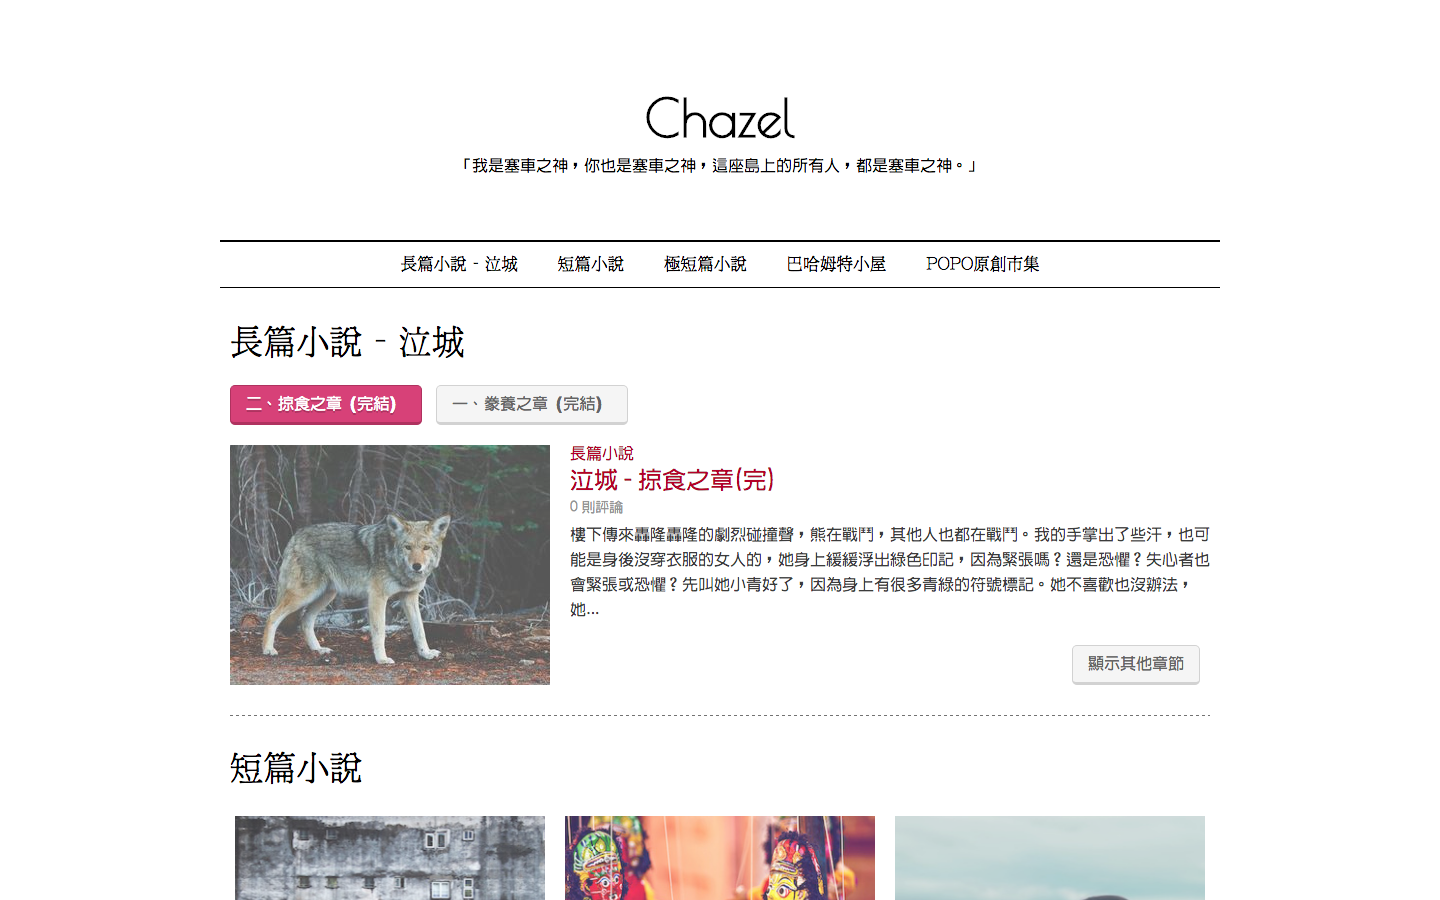 Chazel
「我是塞車之神，你也是塞車之神，這座島上的所有人，都是塞車之神。」
長篇小說 - 泣城
短篇小說
極短篇小說
巴哈姆特小屋
POPO原創市集
長篇小說 - 泣城
二、掠食之章 (完結)
一、豢養之章 (完結)
長篇小說
泣城 - 掠食之章(完)
0 則評論
樓下傳來轟隆轟隆的劇烈碰撞聲，熊在戰鬥，其他人也都在戰鬥。我的手掌出了些汗，也可
能是身後沒穿衣服的女人的，她身上緩緩浮出綠色印記，因為緊張嗎？還是恐懼？失心者也
會緊張或恐懼？先叫她小青好了，因為身上有很多青綠的符號標記。她不喜歡也沒辦法，
她...
顯示其他章節
短篇小說